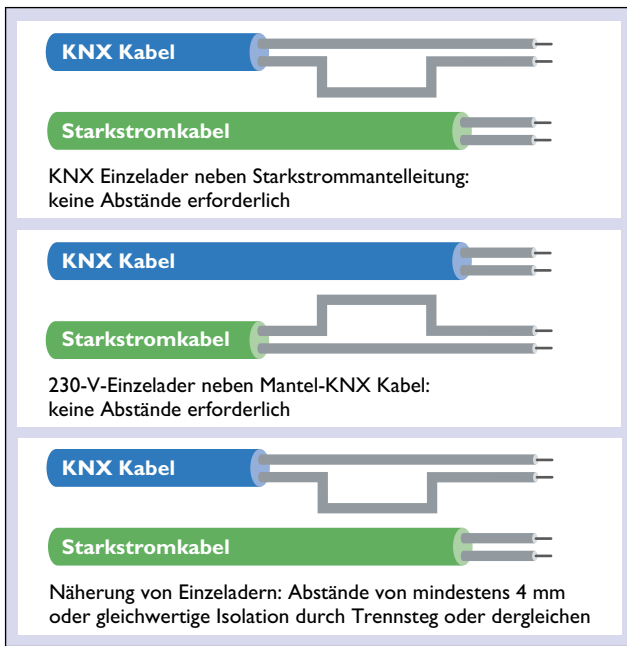 KNX Kabel
Starkstromkabel
KNX Einzelader neben Starkstrommantelleitung:
keine Abstände erforderlich
KNX Kabel
Starkstromkabel
230-V-Einzelader neben Mantel-KNX Kabel:
keine Abstände erforderlich
KNX Kabel
Starkstromkabel
Näherung von Einzeladern: Abstände von mindestens 4 mm
oder gleichwertige Isolation durch Trennsteg oder dergleichen